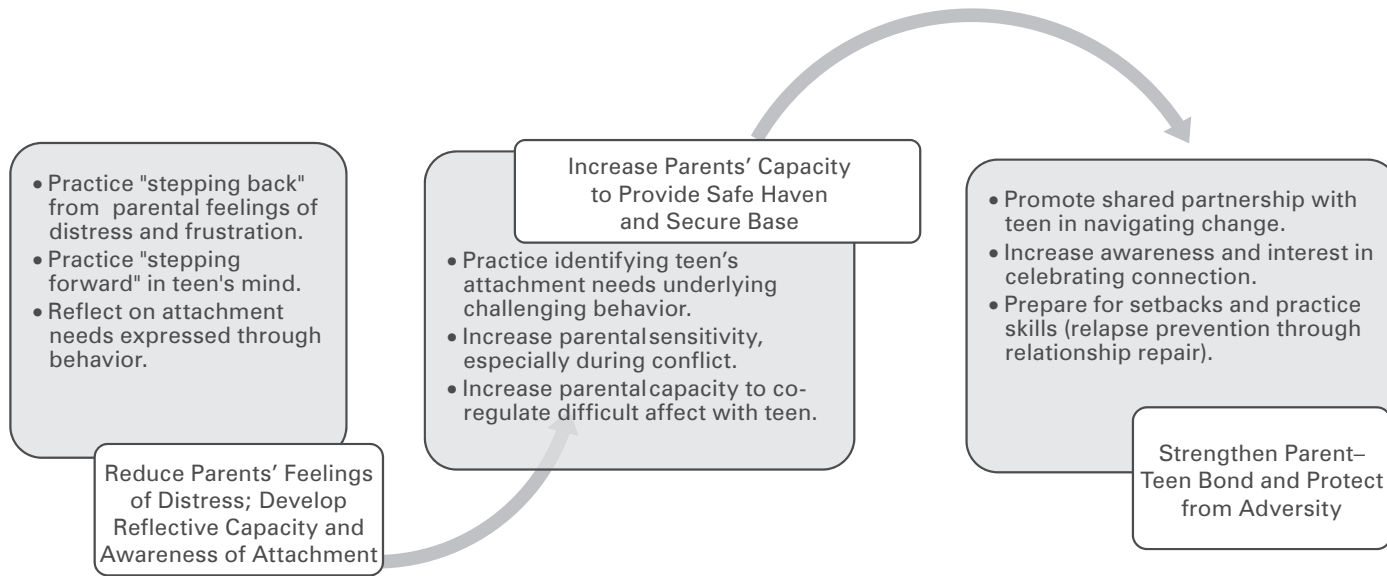 • Practice "stepping back"
from parental feelings of
distress and frustration.
• Practice "stepping
forward" in teen's mind.
• Reflect on attachment
needs expressed through
behavior.
Reduce Parents’ Feelings
of Distress; Develop
Reflective Capacity and
Awareness of Attachment
Increase Parents’ Capacity
to Provide Safe Haven
and Secure Base
• Practice identifying teen’s
attachment needs underlying
challenging behavior.
• Increase parental sensitivity,
especially during conflict.
• Increase parental capacity to co-
regulate difficult affect with teen.
• Promote shared partnership with
teen in navigating change.
• Increase awareness and interest in
celebrating connection.
• Prepare for setbacks and practice
skills (relapse prevention through
relationship repair).
Strengthen Parent–
Teen Bond and Protect
from Adversity